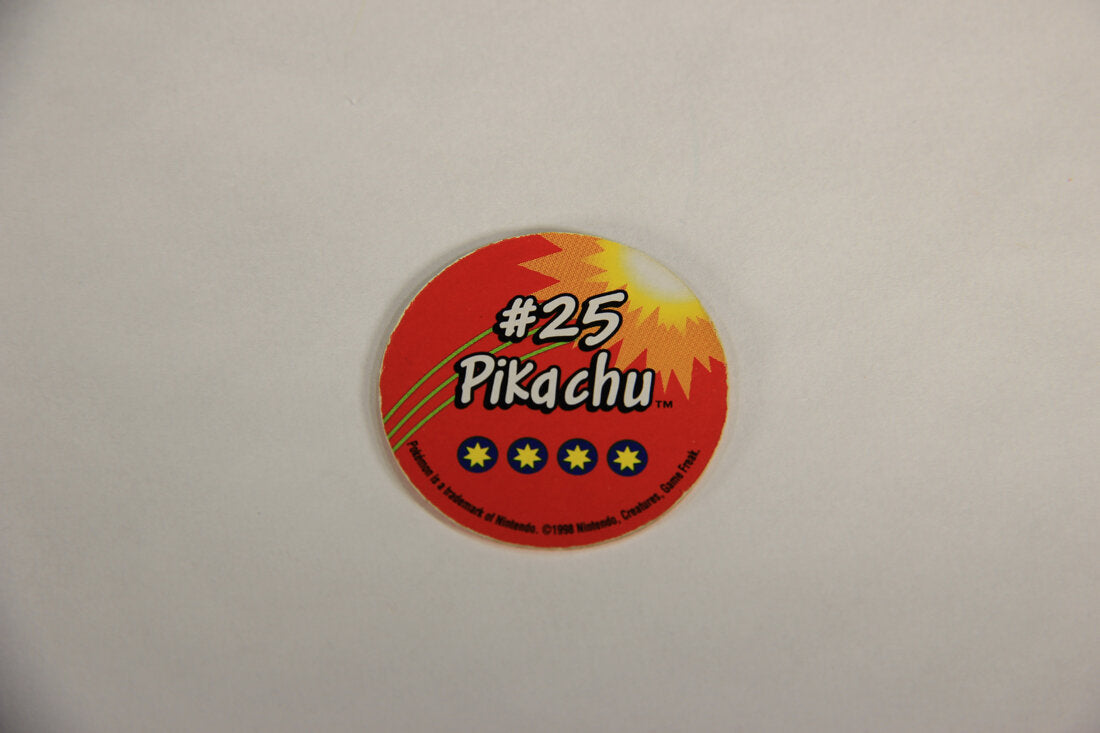 #25
Pikachu™
Pokémon is a trademark of Nintendo. ©1998 Nintendo, Creatures, Game Freak.